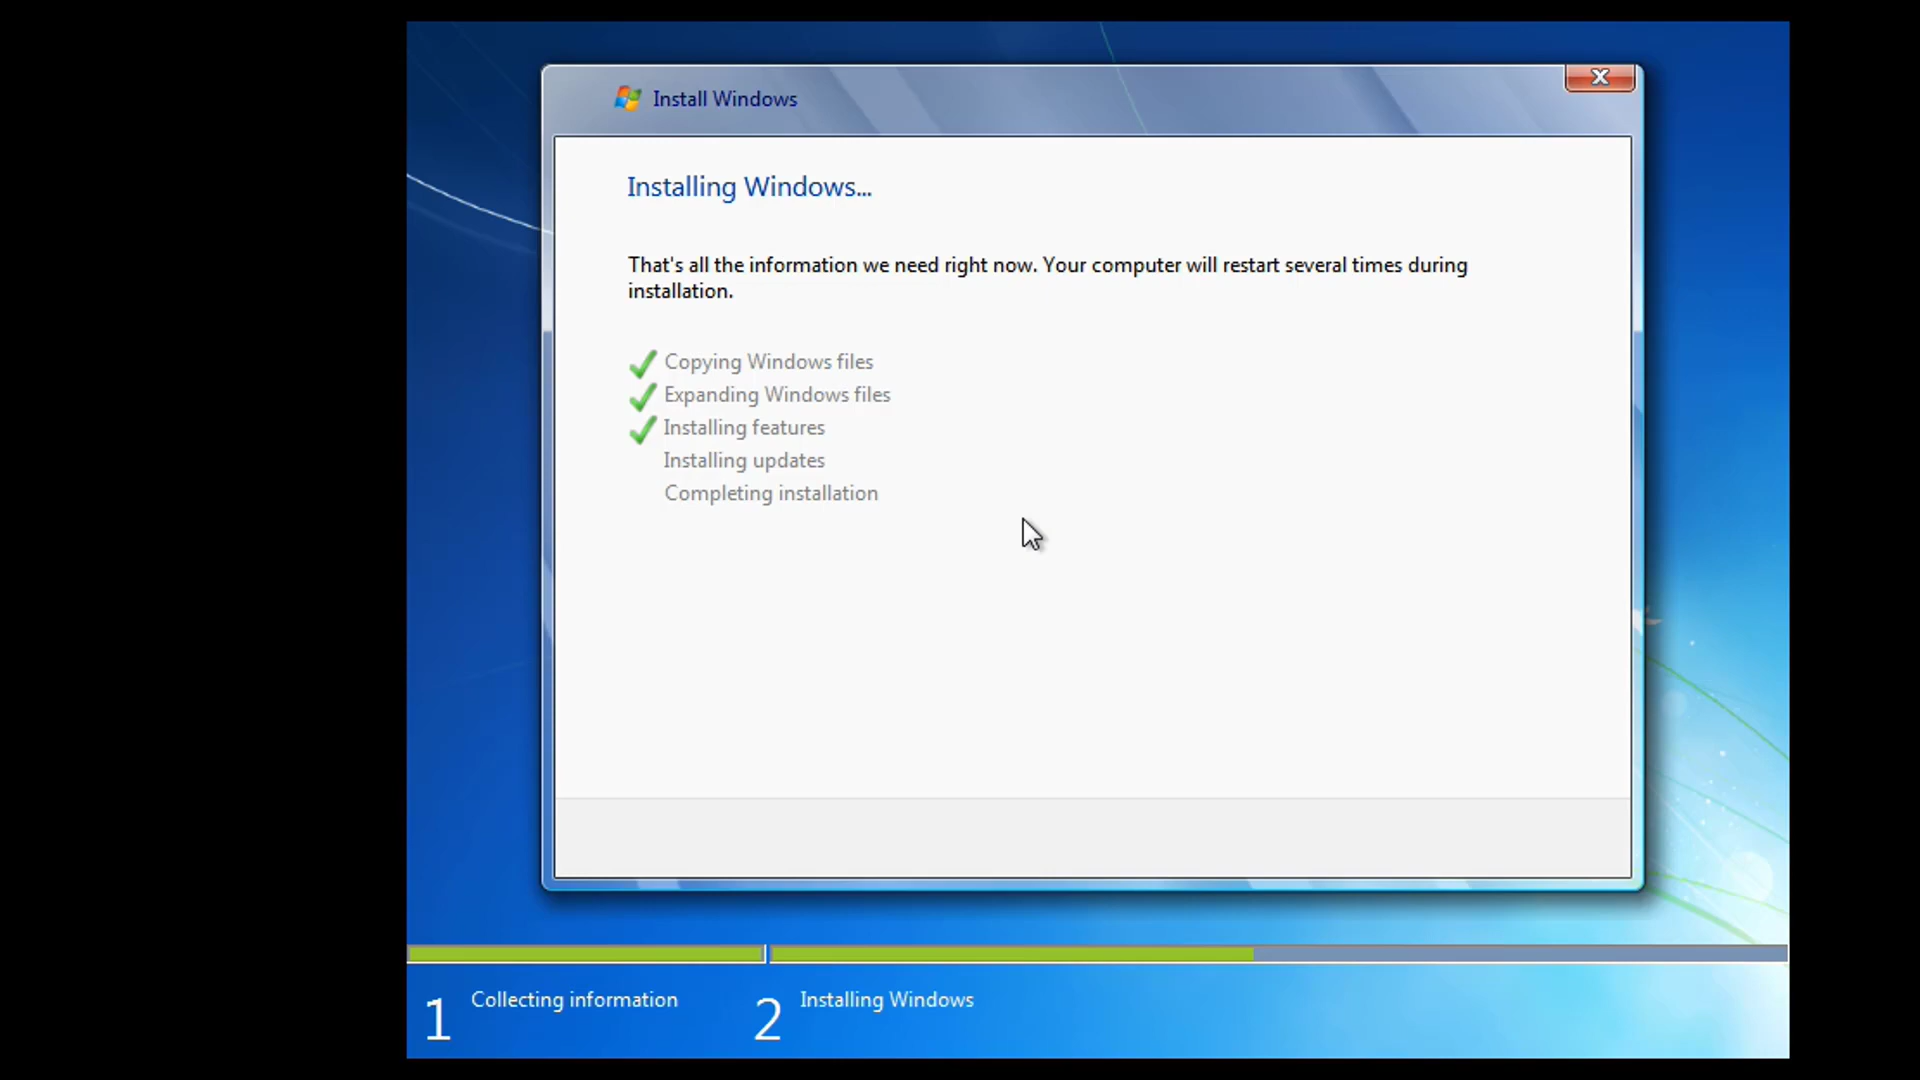 Install Windows
Installing Windows...
That's all the information we need right now. Your computer will restart several times during
installation.
Copying Windows files
Expanding Windows files
Installing features
Installing updates
Completing installation
1 Collecting information
2 Installing Windows